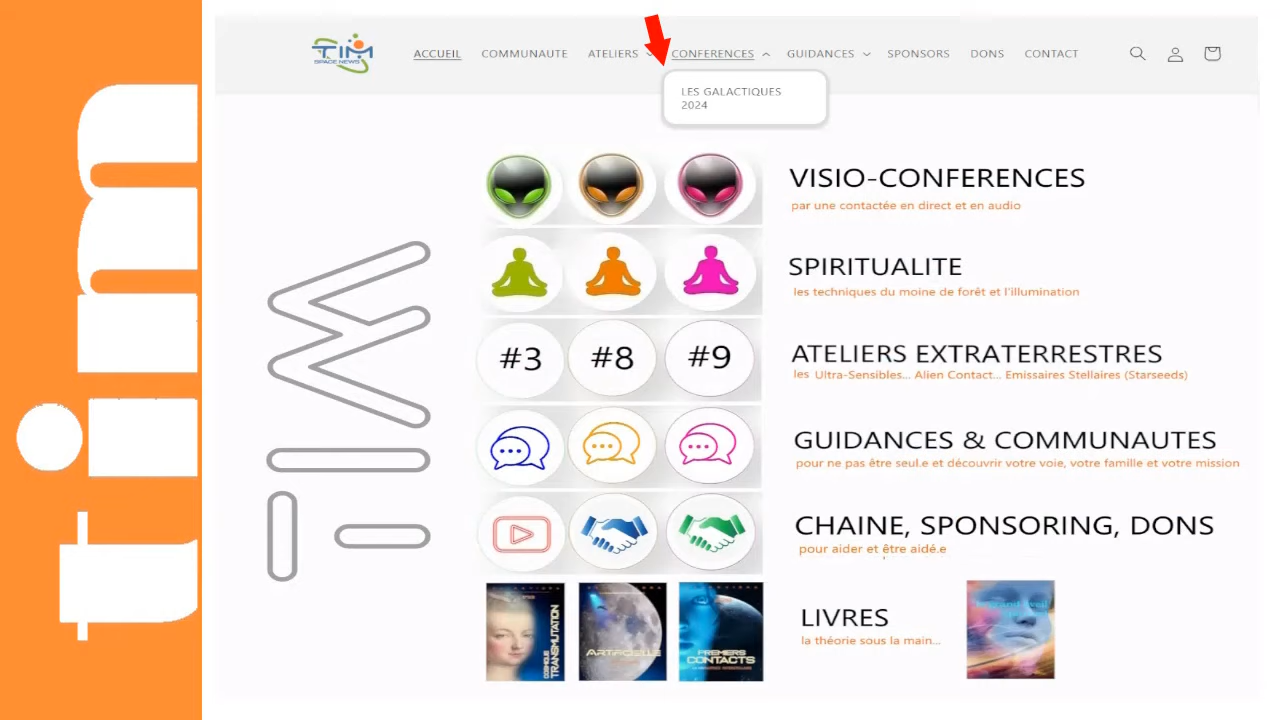 tim
TIM
TIM
SPACE NEWS
ACCUEIL
COMMUNAUTE
ATELIERS
CONFERENCES
GUIDANCES
SPONSORS
DONS
CONTACT
LES GALACTIQUES
2024
VISIO-CONFERENCES
par une contactée en direct et en audio
SPIRITUALITE
les techniques du moine de forêt et l'illumination
#3
#8
#9
ATELIERS EXTRATERRESTRES
les Ultra-Sensibles... Alien Contact... Emissaires Stellaires (Starseeds)
GUIDANCES & COMMUNAUTES
pour ne pas être seul.e et découvrir votre voie, votre famille et votre mission
CHAINE, SPONSORING, DONS
pour aider et être aidé.e
COSMIQUE
TRANSMUTATION
ARTIFICIELLE
PREMIERS
CONTACTS
LIVRES
la théorie sous la main...